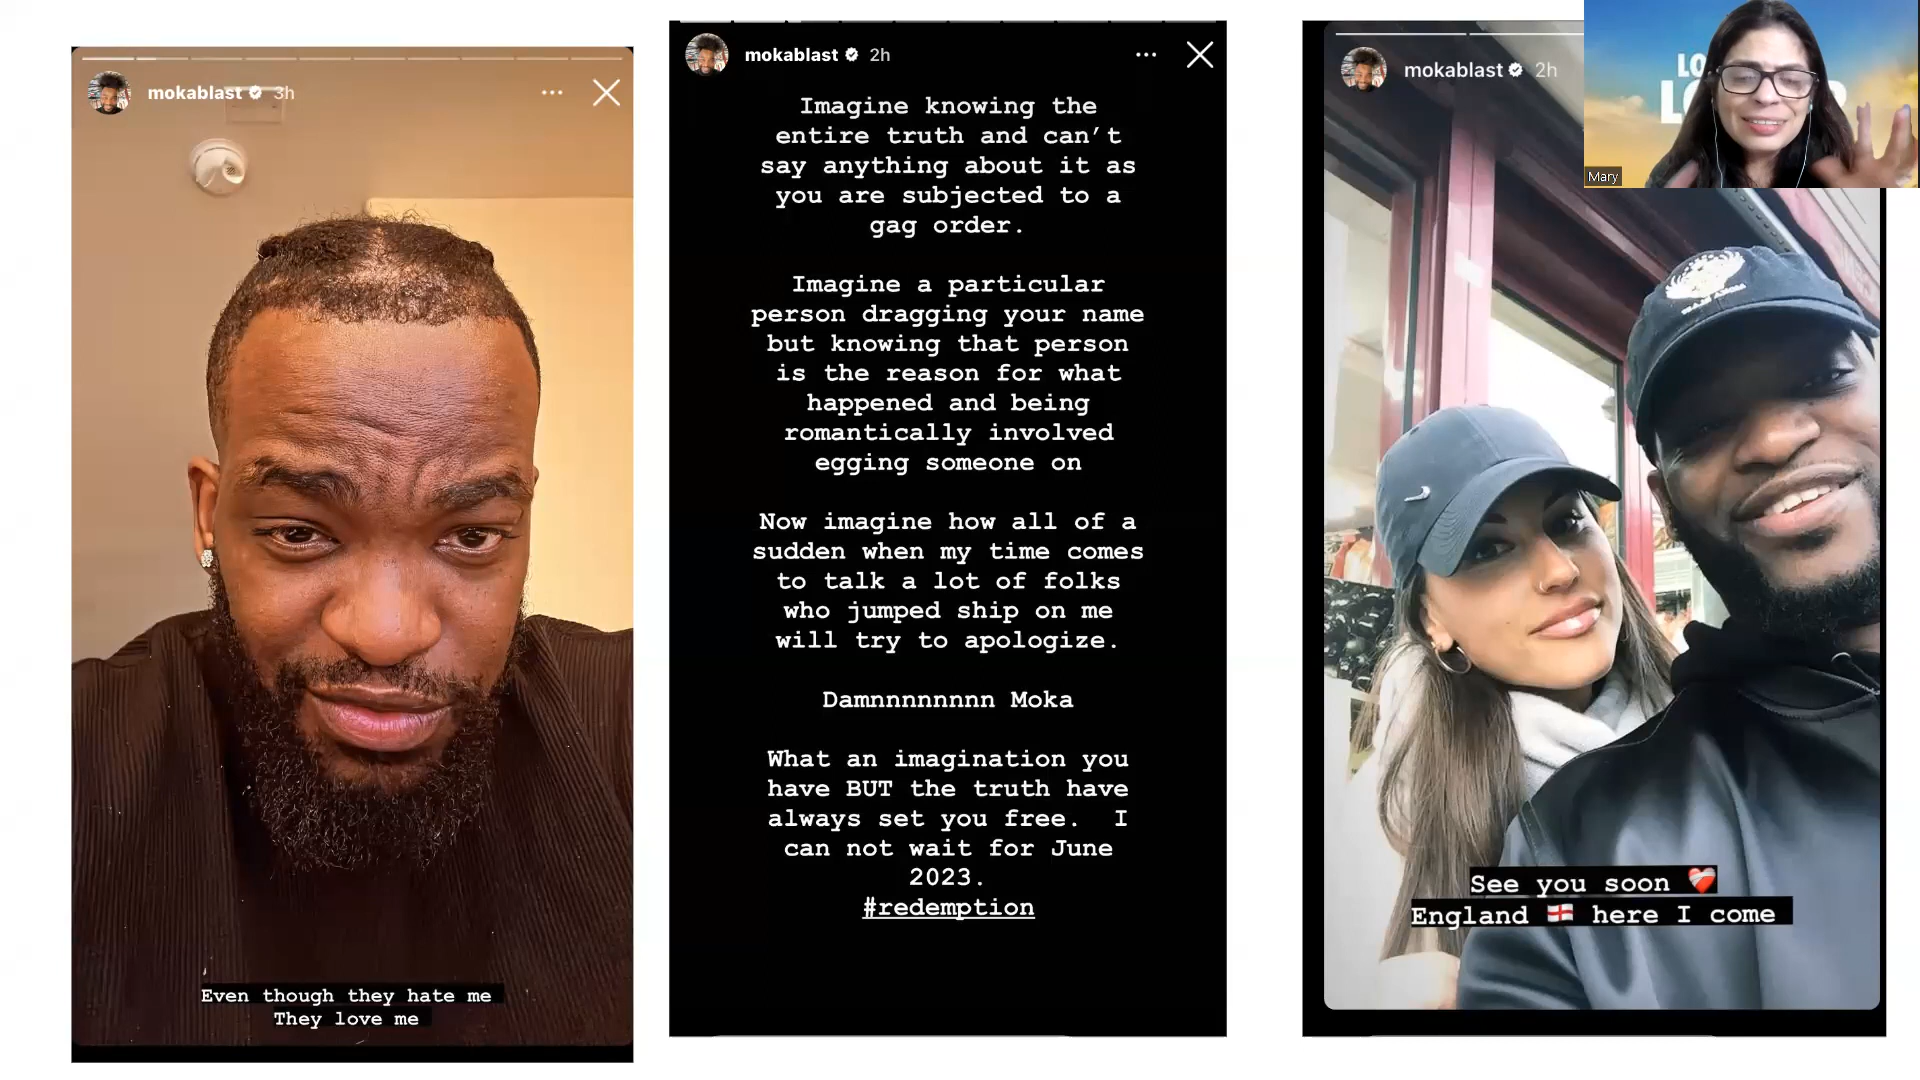 mokablast 3h
Even though they hate me
They love me
mokablast 2h
Imagine knowing the
entire truth and can't
say anything about it as
you are subjected to a
gag order.
Imagine a particular
person dragging your name
but knowing that person
is the reason for what
happened and being
romantically involved
egging someone on
Now imagine how all of a
sudden when my time comes
to talk a lot of folks
who jumped ship on me
will try to apologize.
Damnnnnnnnn Moka
What an imagination you
have BUT the truth have
always set you free. I
can not wait for June
2023.
#redemption
mokablast 2h
See you soon ❤️‍🩹
England 🏴󠁧󠁢󠁥󠁮󠁧󠁿 here I come
Mary